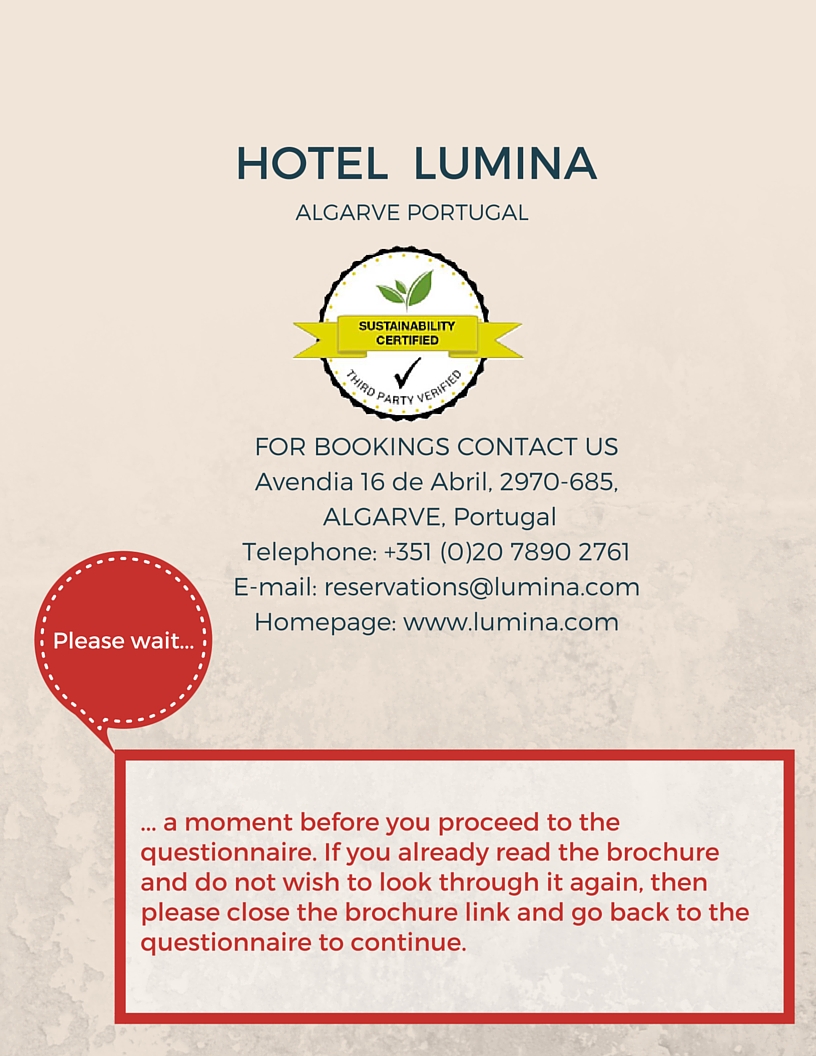 HOTEL LUMINA
ALGARVE PORTUGAL
SUSTAINABILITY
CERTIFIED
THIRD PARTY VERIFIED
FOR BOOKINGS CONTACT US
Avendia 16 de Abril, 2970-685,
ALGARVE, Portugal
Telephone: +351 (0)20 7890 2761
E-mail: reservations@lumina.com
Homepage: www.lumina.com
Please wait...
... a moment before you proceed to the
questionnaire. If you already read the brochure
and do not wish to look through it again, then
please close the brochure link and go back to the
questionnaire to continue.